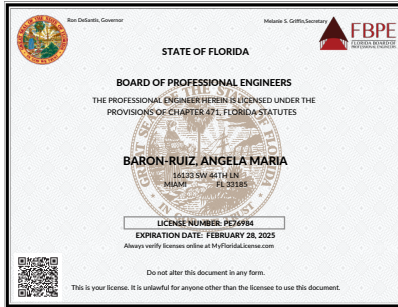 Ron DeSantis, Governor
Melanie S. Griffin,Secretary
FBPE
FLORIDA BOARD OF
PROFESSIONAL ENGINEERS
STATE OF FLORIDA
BOARD OF PROFESSIONAL ENGINEERS
THE PROFESSIONAL ENGINEER HEREIN IS LICENSED UNDER THE
PROVISIONS OF CHAPTER 471, FLORIDA STATUTES
BARON-RUIZ, ANGELA MARIA
16133 SW 44TH LN
MIAMI FL 33185
LICENSE NUMBER: PE76984
EXPIRATION DATE: FEBRUARY 28, 2025
Always verify licenses online at MyFloridaLicense.com
Do not alter this document in any form.
This is your license. It is unlawful for anyone other than the licensee to use this document.